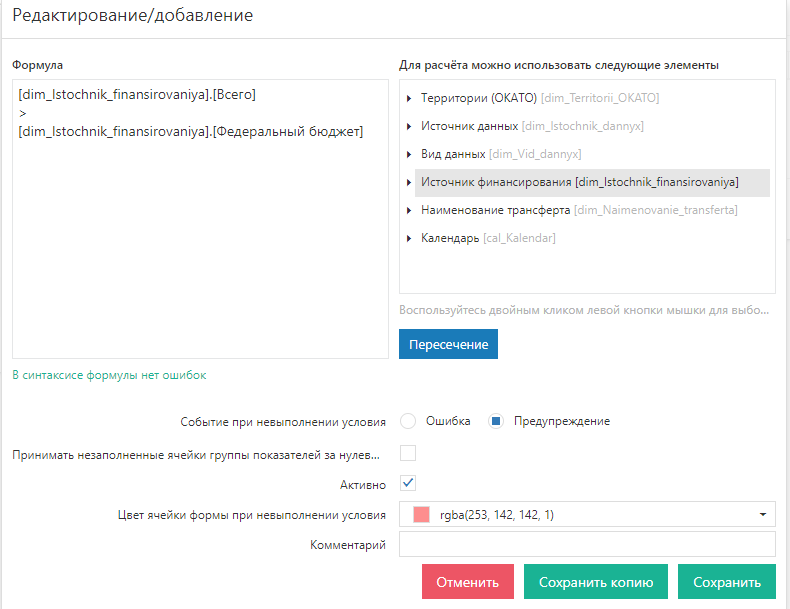 Редактирование/добавление
Формула
[dim_Istochnik_finansirovaniya].[Всего]
>
[dim_Istochnik_finansirovaniya].[Федеральный бюджет]
В синтаксисе формулы нет ошибок
Для расчёта можно использовать следующие элементы
Территории (ОКАТО) [dim_Territorii_OKATO]
Источник данных [dim_Istochnik_dannyx]
Вид данных [dim_Vid_dannyx]
Источник финансирования [dim_Istochnik_finansirovaniya]
Наименование трансферта [dim_Naimenovanie_transferta]
Календарь [cal_Kalendar]
Воспользуйтесь двойным кликом левой кнопки мышки для выбо...
Пересечение
Событие при невыполнении условия Ошибка Предупреждение
Принимать незаполненные ячейки группы показателей за нулев...
Активно
Цвет ячейки формы при невыполнении условия rgba(253, 142, 142, 1)
Комментарий
Отменить Сохранить копию Сохранить